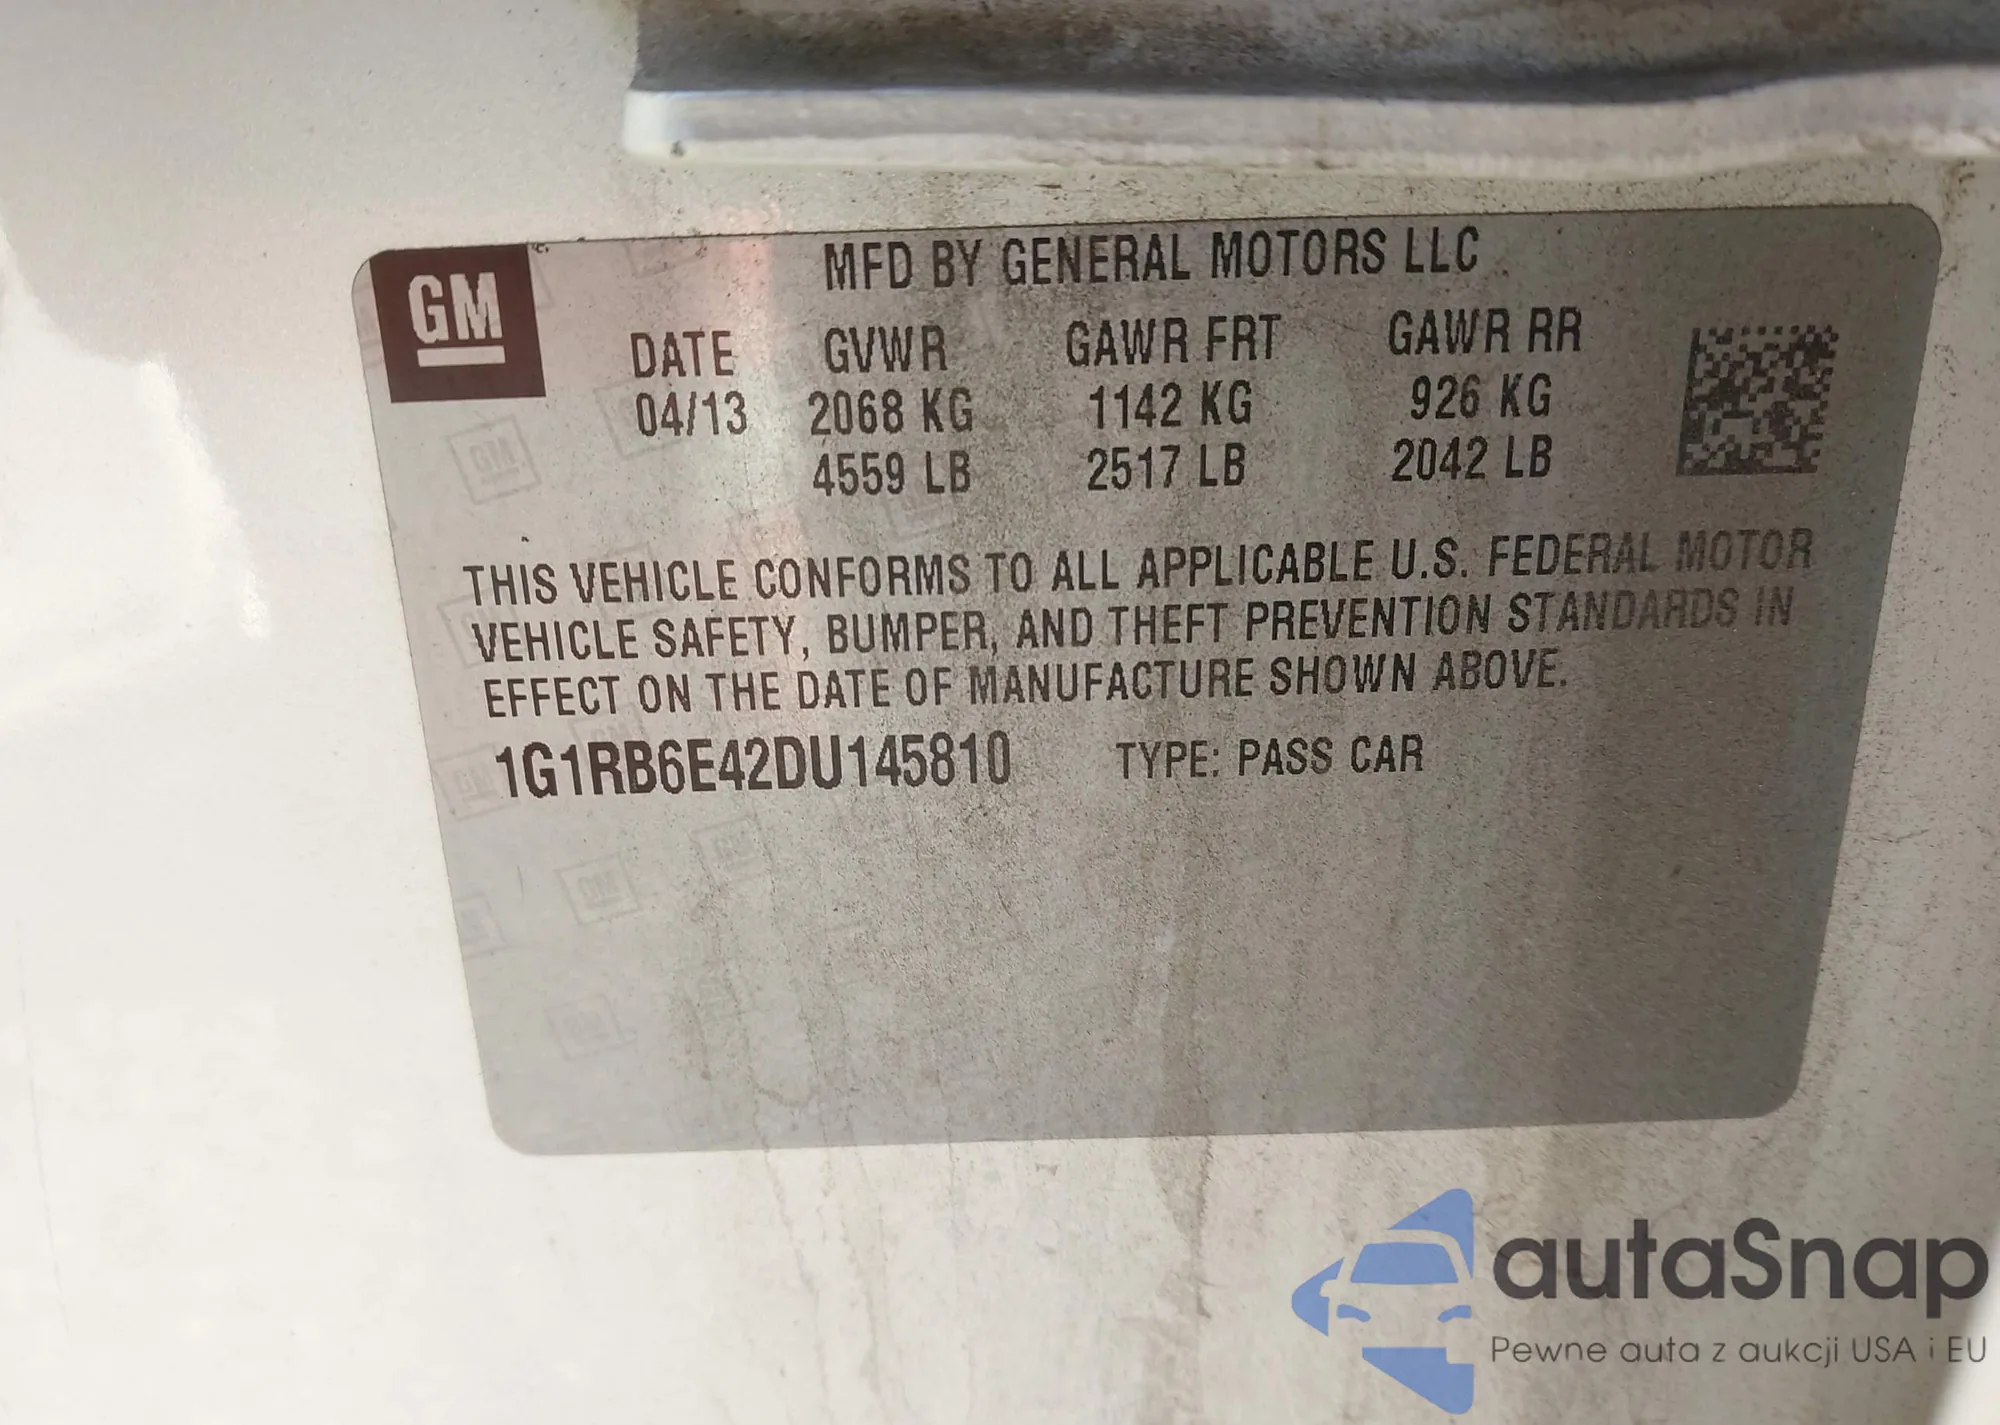 GM
MFD BY GENERAL MOTORS LLC
DATE GVWR GAWR FRT GAWR RR
04/13 2068 KG 1142 KG 926 KG
4559 LB 2517 LB 2042 LB
THIS VEHICLE CONFORMS TO ALL APPLICABLE U.S. FEDERAL MOTOR
VEHICLE SAFETY, BUMPER, AND THEFT PREVENTION STANDARDS IN
EFFECT ON THE DATE OF MANUFACTURE SHOWN ABOVE.
1G1RB6E42DU145810 TYPE: PASS CAR
autaSnap
Pewne auta z aukcji USA i EU